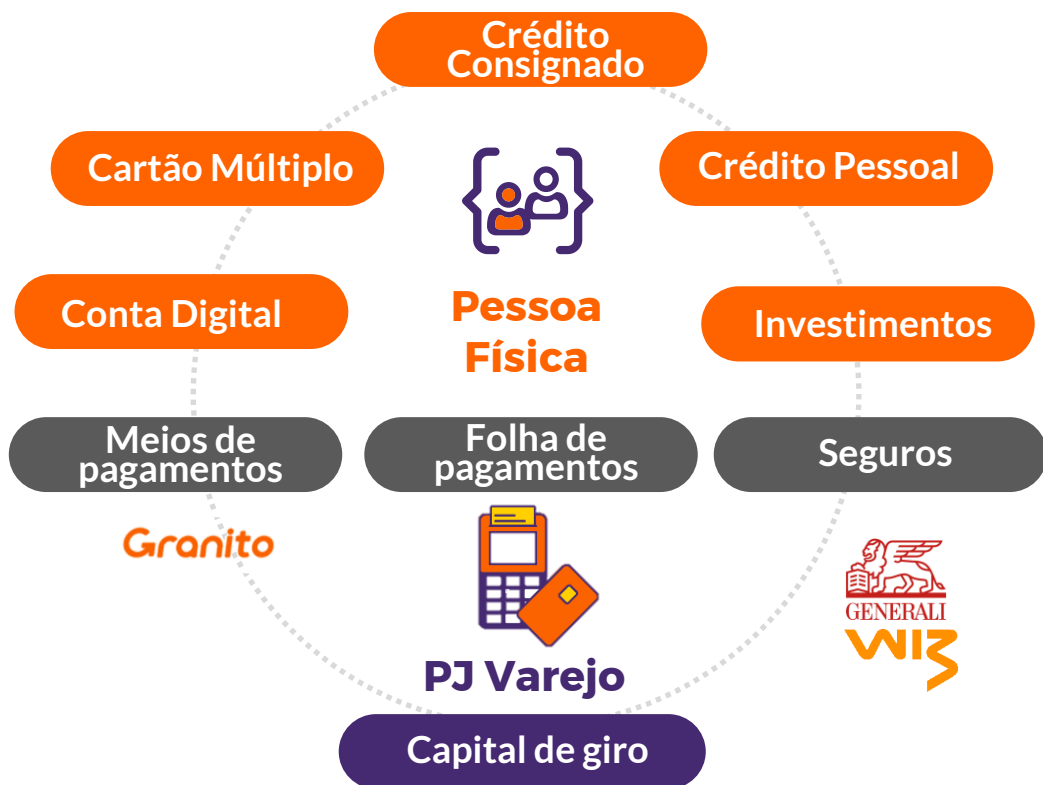 Crédito
Consignado
Cartão Múltiplo
Crédito Pessoal
Conta Digital
Pessoa
Física
Investimentos
Meios de
pagamentos
Folha de
pagamentos
Seguros
Granito
GENERALI
WIZ
PJ Varejo
Capital de giro